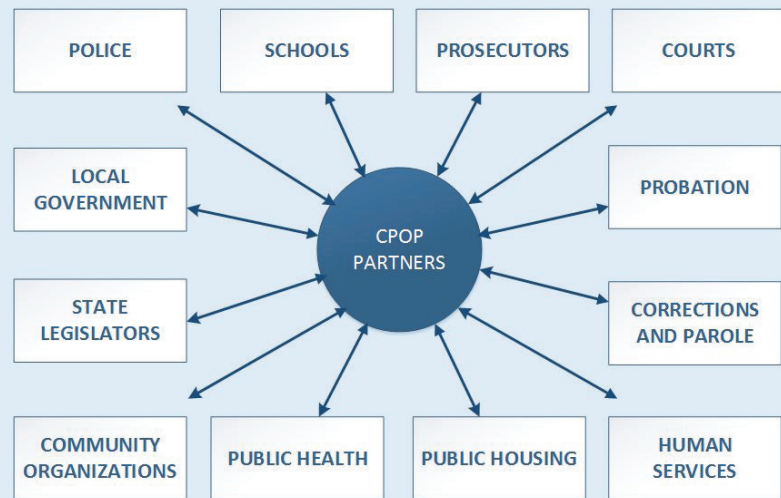 POLICE
SCHOOLS
PROSECUTORS
COURTS
LOCAL
GOVERNMENT
CPOP
PARTNERS
PROBATION
STATE
LEGISLATORS
CORRECTIONS
AND PAROLE
COMMUNITY
ORGANIZATIONS
PUBLIC HEALTH
PUBLIC HOUSING
HUMAN
SERVICES